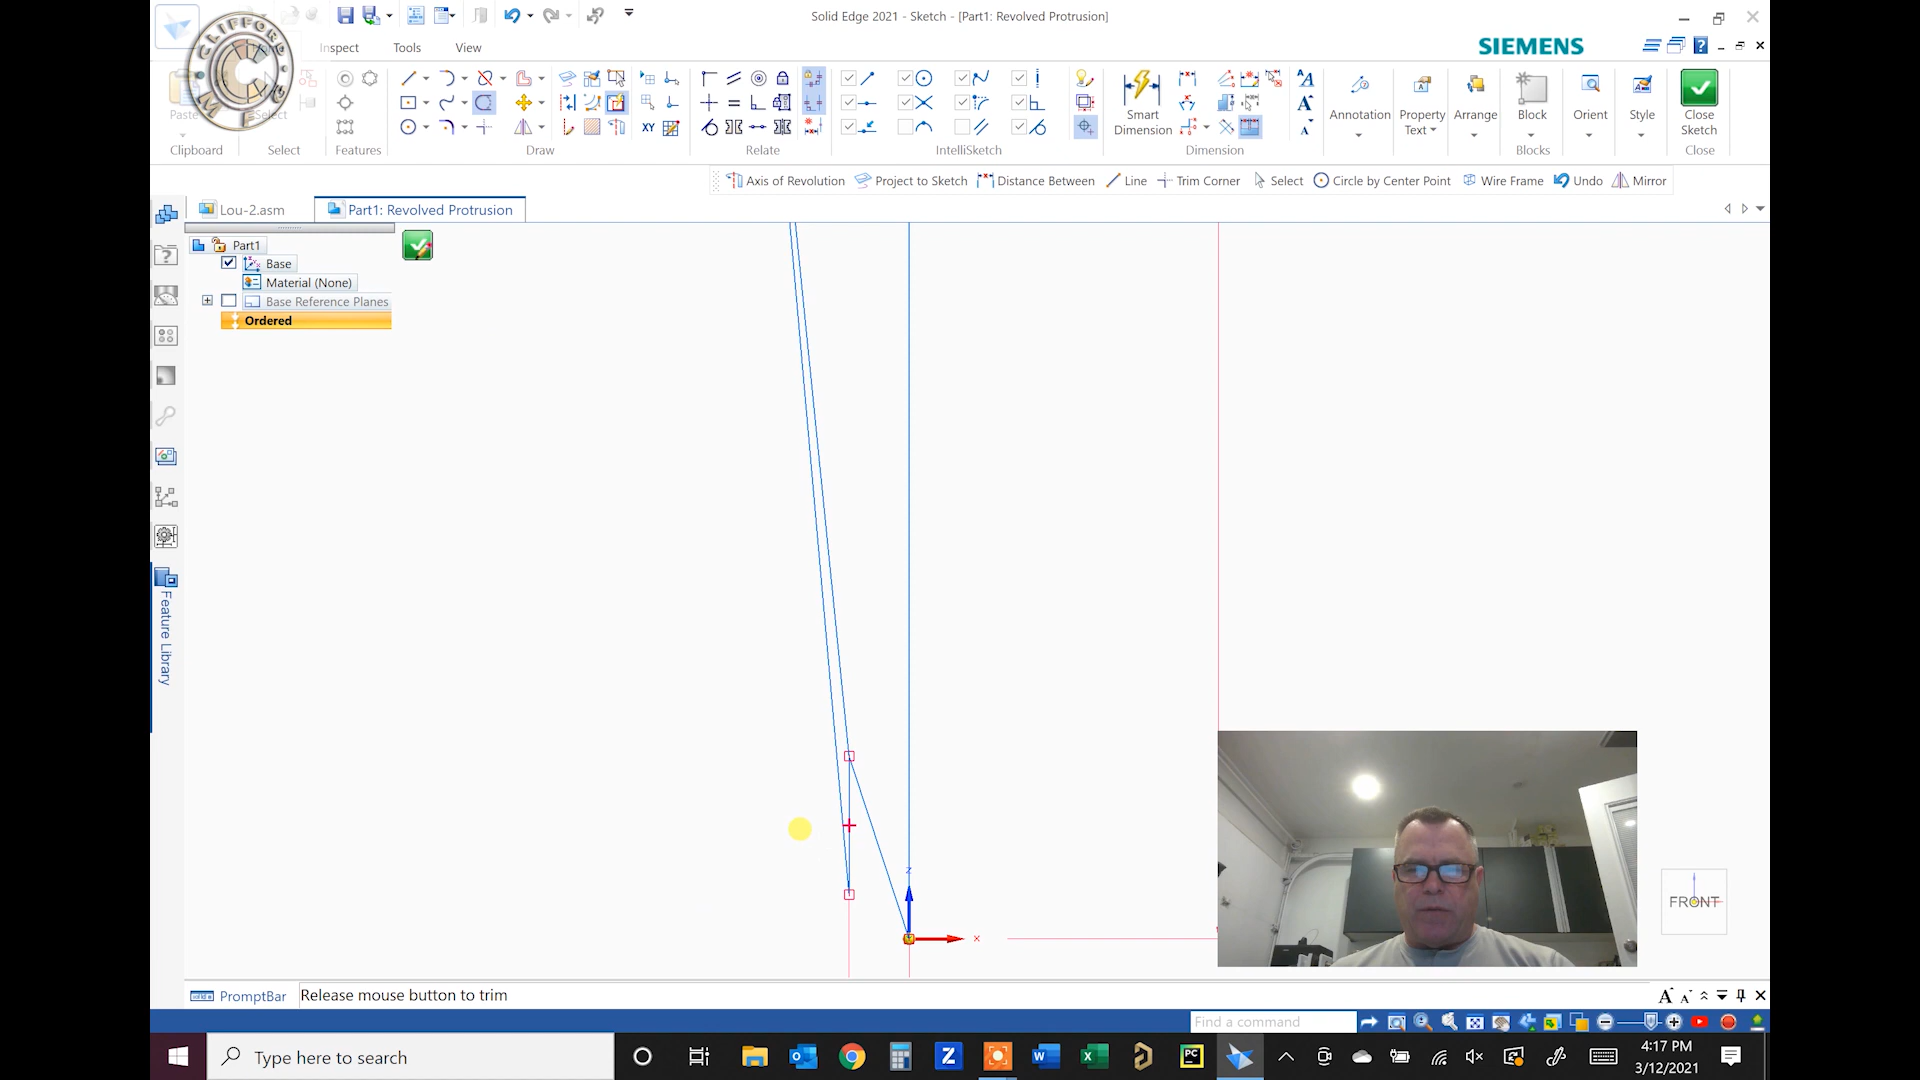 Solid Edge 2021 - Sketch - [Part1: Revolved Protrusion]
CLIFFORD
Inspect
Tools
View
SIEMENS
Paste
Select
Smart
Dimension
Annotation
Property
Text
Arrange
Block
Orient
Style
Close
Sketch
XY
Clipboard
Select
Features
Draw
Relate
IntelliSketch
Dimension
Blocks
Close
Axis of Revolution
Project to Sketch
Distance Between
Line
Trim Corner
Select
Circle by Center Point
Wire Frame
Undo
Mirror
Lou-2.asm
Part1: Revolved Protrusion
Part1
Base
Material (None)
Base Reference Planes
Ordered
Feature Library
z
x
FRONT
PromptBar
Release mouse button to trim
Find a command
Type here to search
4:17 PM
3/12/2021